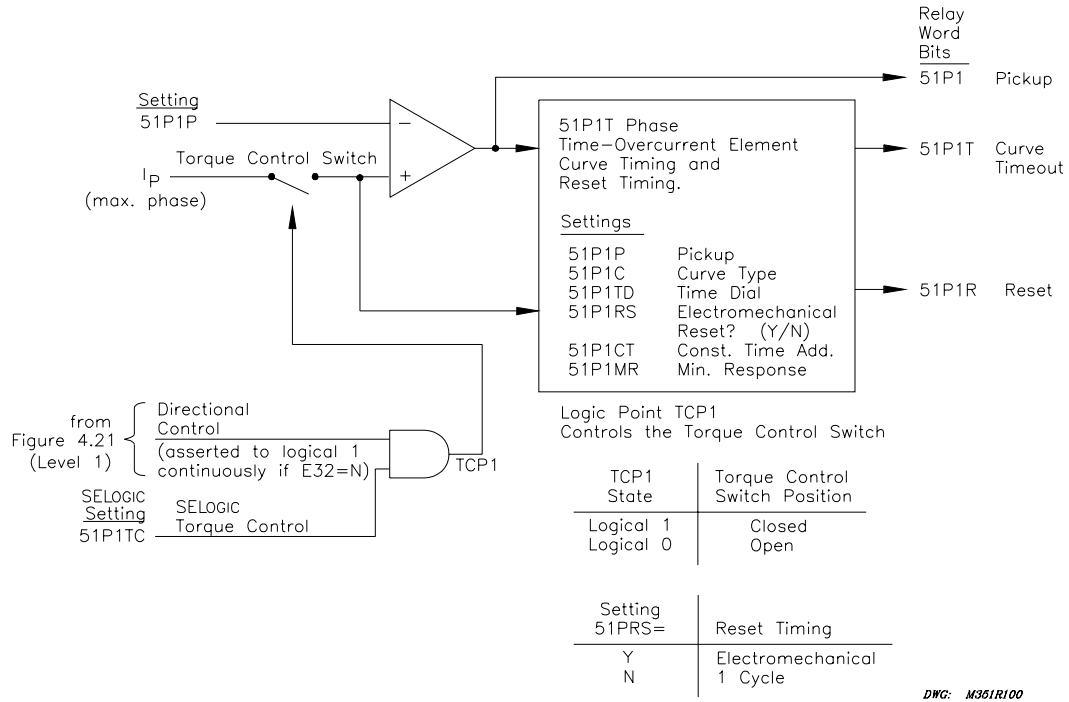 Relay
Word
Bits
51P1 Pickup
Setting
51P1P
−
Torque Control Switch
IP
(max. phase)
+
51P1T Phase
Time-Overcurrent Element
Curve Timing and
Reset Timing.
51P1T Curve
Timeout
Settings
51P1P Pickup
51P1C Curve Type
51P1TD Time Dial
51P1RS Electromechanical
Reset? (Y/N)
51P1CT Const. Time Add.
51P1MR Min. Response
51P1R Reset
from
Figure 4.21
(Level 1)
Directional
Control
(asserted to logical 1
continuously if E32=N)
TCP1
SELOGIC
Setting
51P1TC
SELOGIC
Torque Control
Logic Point TCP1
Controls the Torque Control Switch
TCP1
State
Torque Control
Switch Position
Logical 1 Closed
Logical 0 Open
Setting
51PRS=
Reset Timing
Y Electromechanical
N 1 Cycle
DWG: M351R100